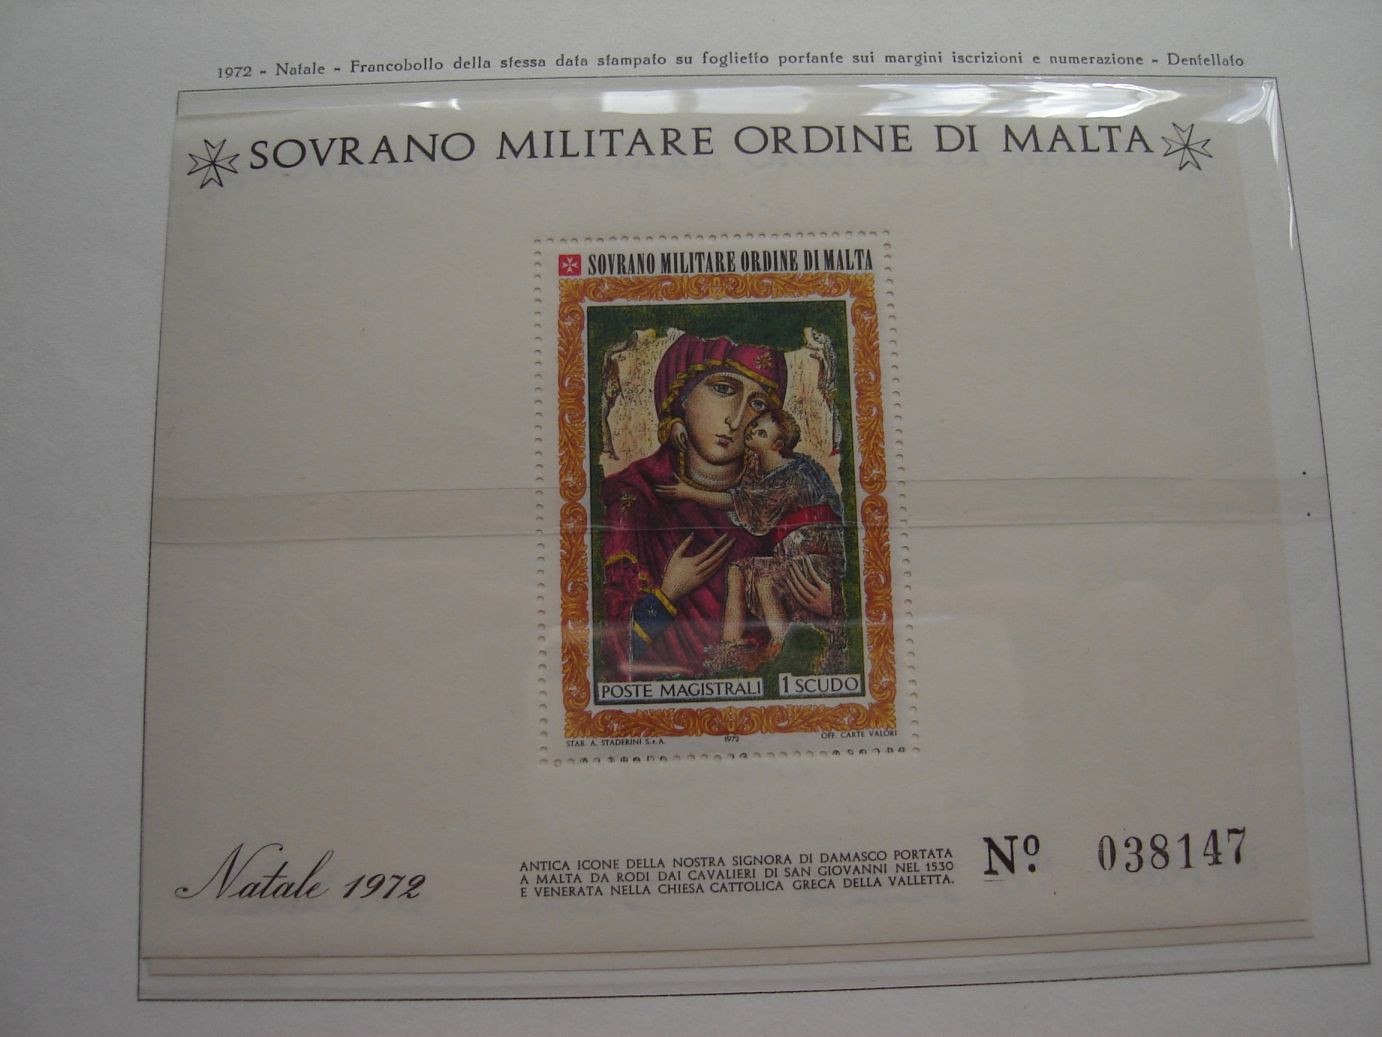 1972 - Natale - Francobollo della stessa data stampato su foglietto portante sui margini iscrizioni e numerazione - Dentellato
SOVRANO MILITARE ORDINE DI MALTA
SOVRANO MILITARE ORDINE DI MALTA
POSTE MAGISTRALI 1 SCUDO
STAB. A. STADERINI S.P.A. 1972 OFF. CARTE VALORI
Natale 1972
ANTICA ICONE DELLA NOSTRA SIGNORA DI DAMASCO PORTATA
A MALTA DA RODI DAI CAVALIERI DI SAN GIOVANNI NEL 1530
E VENERATA NELLA CHIESA CATTOLICA GRECA DELLA VALLETTA.
Nº 038147